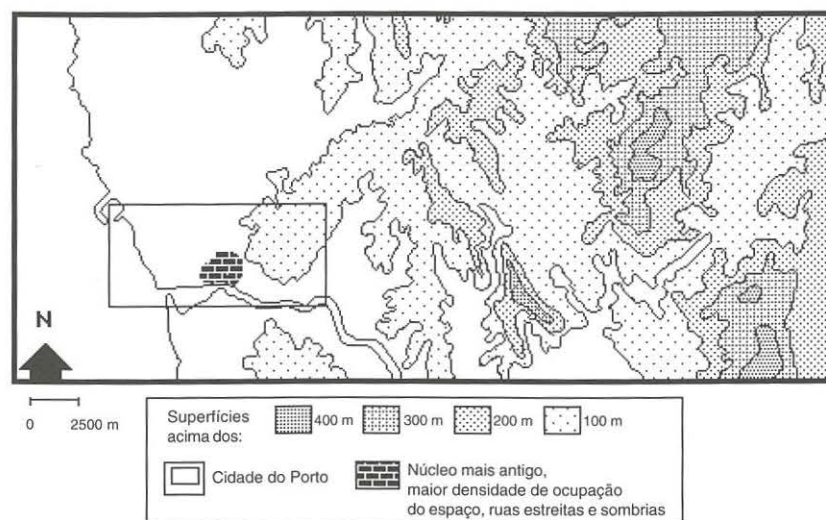 N
0 2500 m
Superfícies
acima dos:
400 m 300 m 200 m 100 m
Cidade do Porto
Núcleo mais antigo,
maior densidade de ocupação
do espaço, ruas estreitas e sombrias